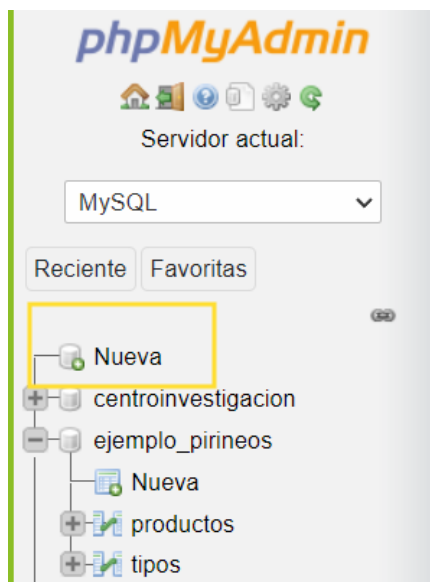 phpMyAdmin
Servidor actual:
MySQL
Reciente Favoritas
Nueva
centroinvestigacion
ejemplo_pirineos
Nueva
productos
tipos